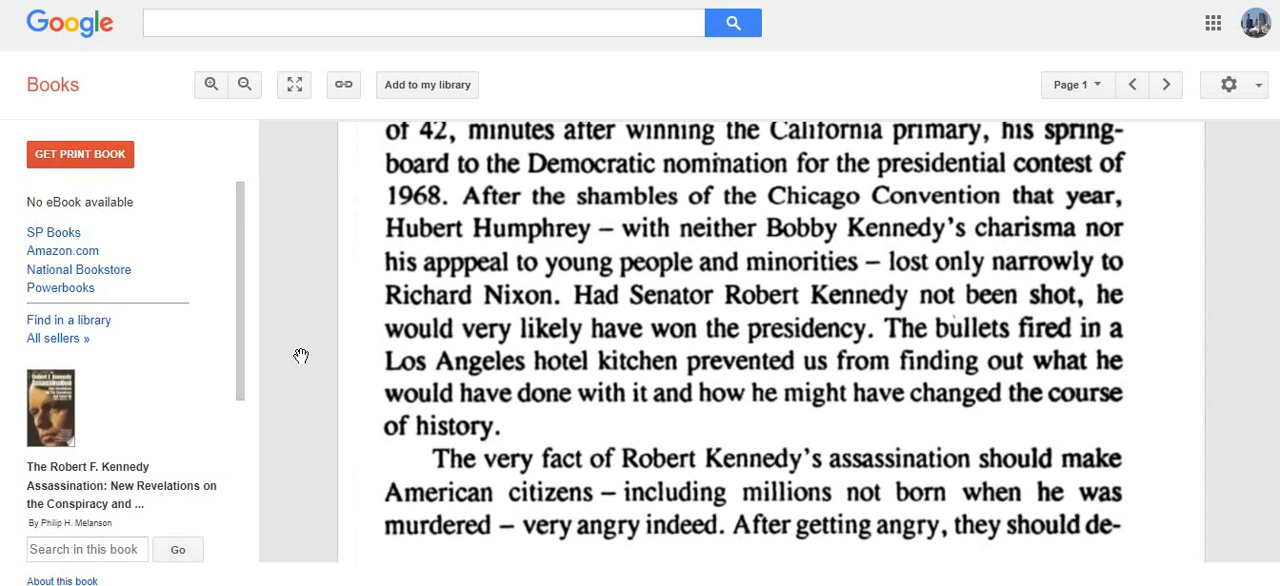 Google
Books
Add to my library
Page 1
GET PRINT BOOK
No eBook available
SP Books
Amazon.com
National Bookstore
Powerbooks
Find in a library
All sellers »
Robert F. Kennedy
Assassination
The Robert F. Kennedy
Assassination: New Revelations on
the Conspiracy and ...
By Philip H. Melanson
Search in this book
Go
About this book
of 42, minutes after winning the California primary, his spring-
board to the Democratic nomination for the presidential contest of
1968. After the shambles of the Chicago Convention that year,
Hubert Humphrey – with neither Bobby Kennedy's charisma nor
his apppeal to young people and minorities – lost only narrowly to
Richard Nixon. Had Senator Robert Kennedy not been shot, he
would very likely have won the presidency. The bullets fired in a
Los Angeles hotel kitchen prevented us from finding out what he
would have done with it and how he might have changed the course
of history.
The very fact of Robert Kennedy's assassination should make
American citizens – including millions not born when he was
murdered – very angry indeed. After getting angry, they should de-